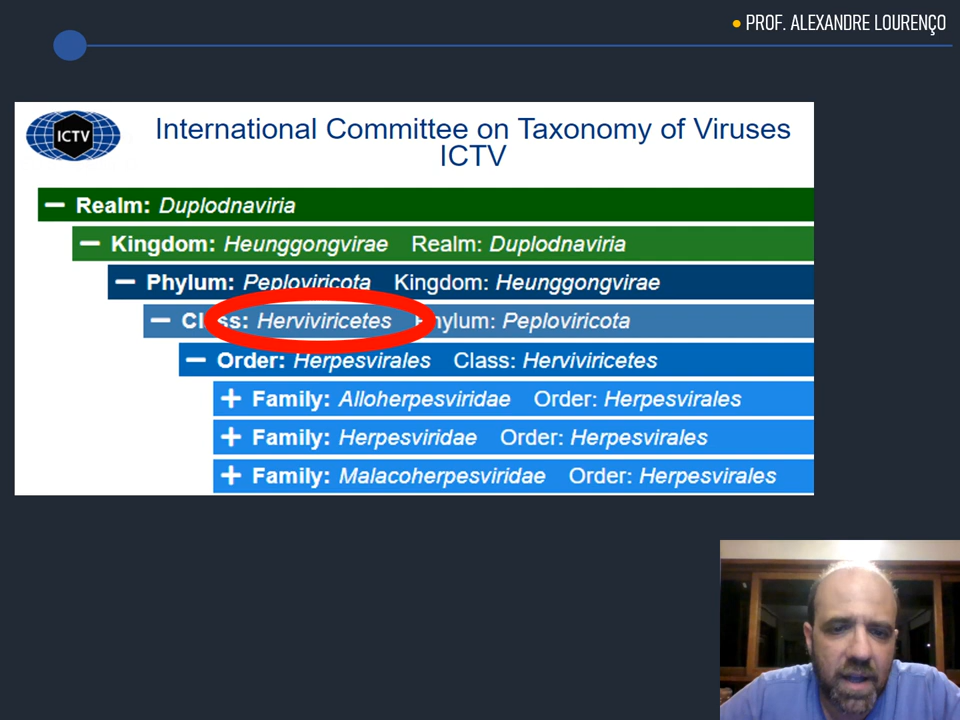 • PROF. ALEXANDRE LOURENÇO
ICTV
International Committee on Taxonomy of Viruses
ICTV
Realm: Duplodnaviria
Kingdom: Heunggongvirae Realm: Duplodnaviria
Phylum: Peploviricota Kingdom: Heunggongvirae
Class: Herviviricetes Phylum: Peploviricota
Order: Herpesvirales Class: Herviviricetes
Family: Alloherpesviridae Order: Herpesvirales
Family: Herpesviridae Order: Herpesvirales
Family: Malacoherpesviridae Order: Herpesvirales